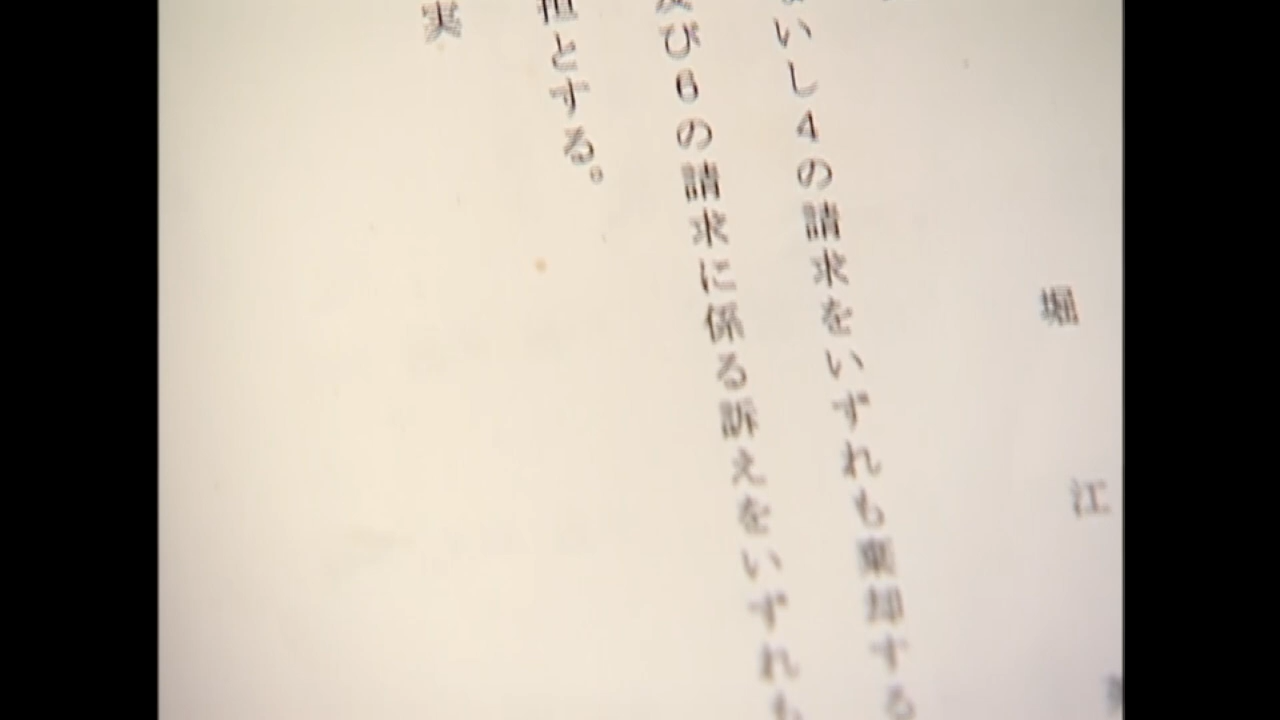 堀江
いし4の請求をいずれも棄却する
び6の請求に係る訴えをいずれも
とする。
実